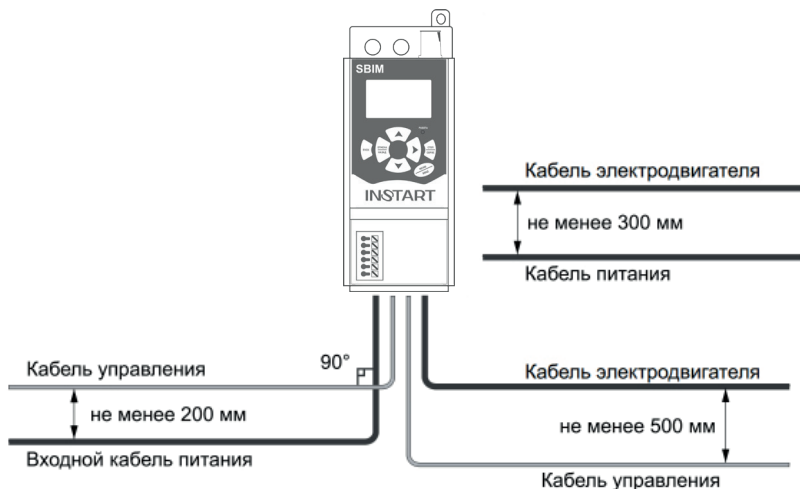 SBIM
INSTART
Кабель электродвигателя
не менее 300 мм
Кабель питания
Кабель управления
90°
не менее 200 мм
Входной кабель питания
Кабель электродвигателя
не менее 500 мм
Кабель управления